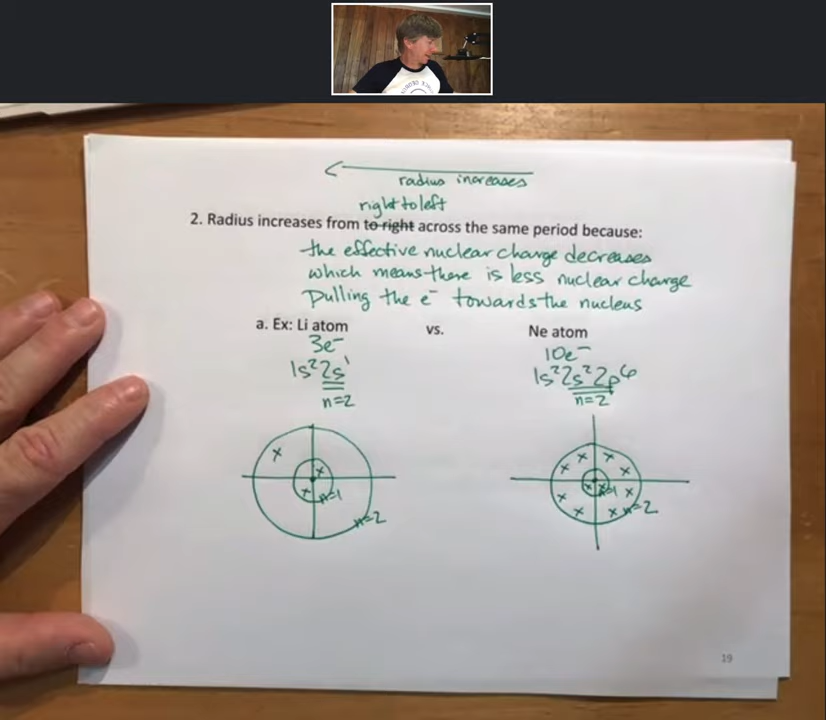 radius increases
right to left
2. Radius increases from to right across the same period because:
the effective nuclear charge decreases
which means there is less nuclear charge
pulling the e⁻ towards the nucleus
a. Ex: Li atom vs. Ne atom
3e⁻ 10e⁻
1s²2s¹ 1s²2s²2p⁶
n=2 n=2
n=1 n=1
n=2 n=2
19